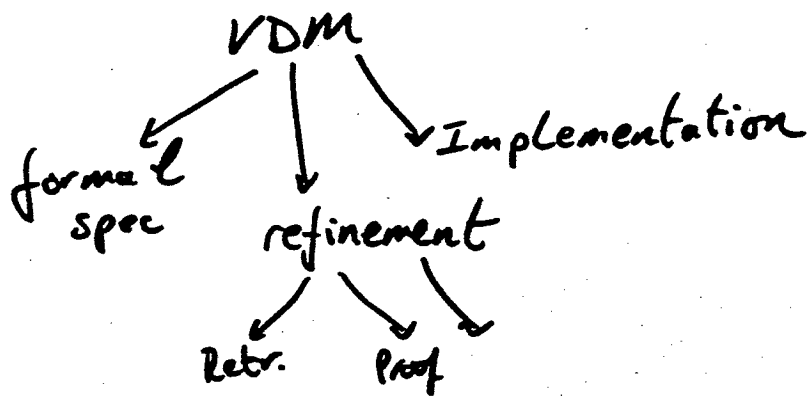 VDM
Implementation
formal
spec
refinement
Retr. Proof